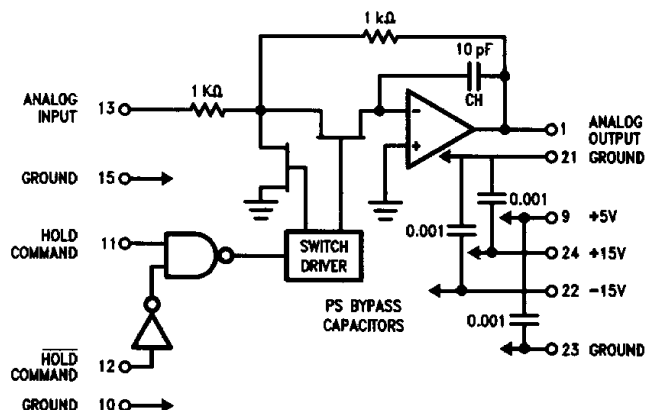 1 kΩ
10 pF
CH
1 KΩ
ANALOG
INPUT
13
- 
+
1
ANALOG
OUTPUT
21 GROUND
GROUND 15
0.001
0.001
9 +5V
HOLD
COMMAND
11
SWITCH
DRIVER
24 +15V
PS BYPASS
CAPACITORS
22 -15V
0.001
HOLD
COMMAND
12
23 GROUND
GROUND 10